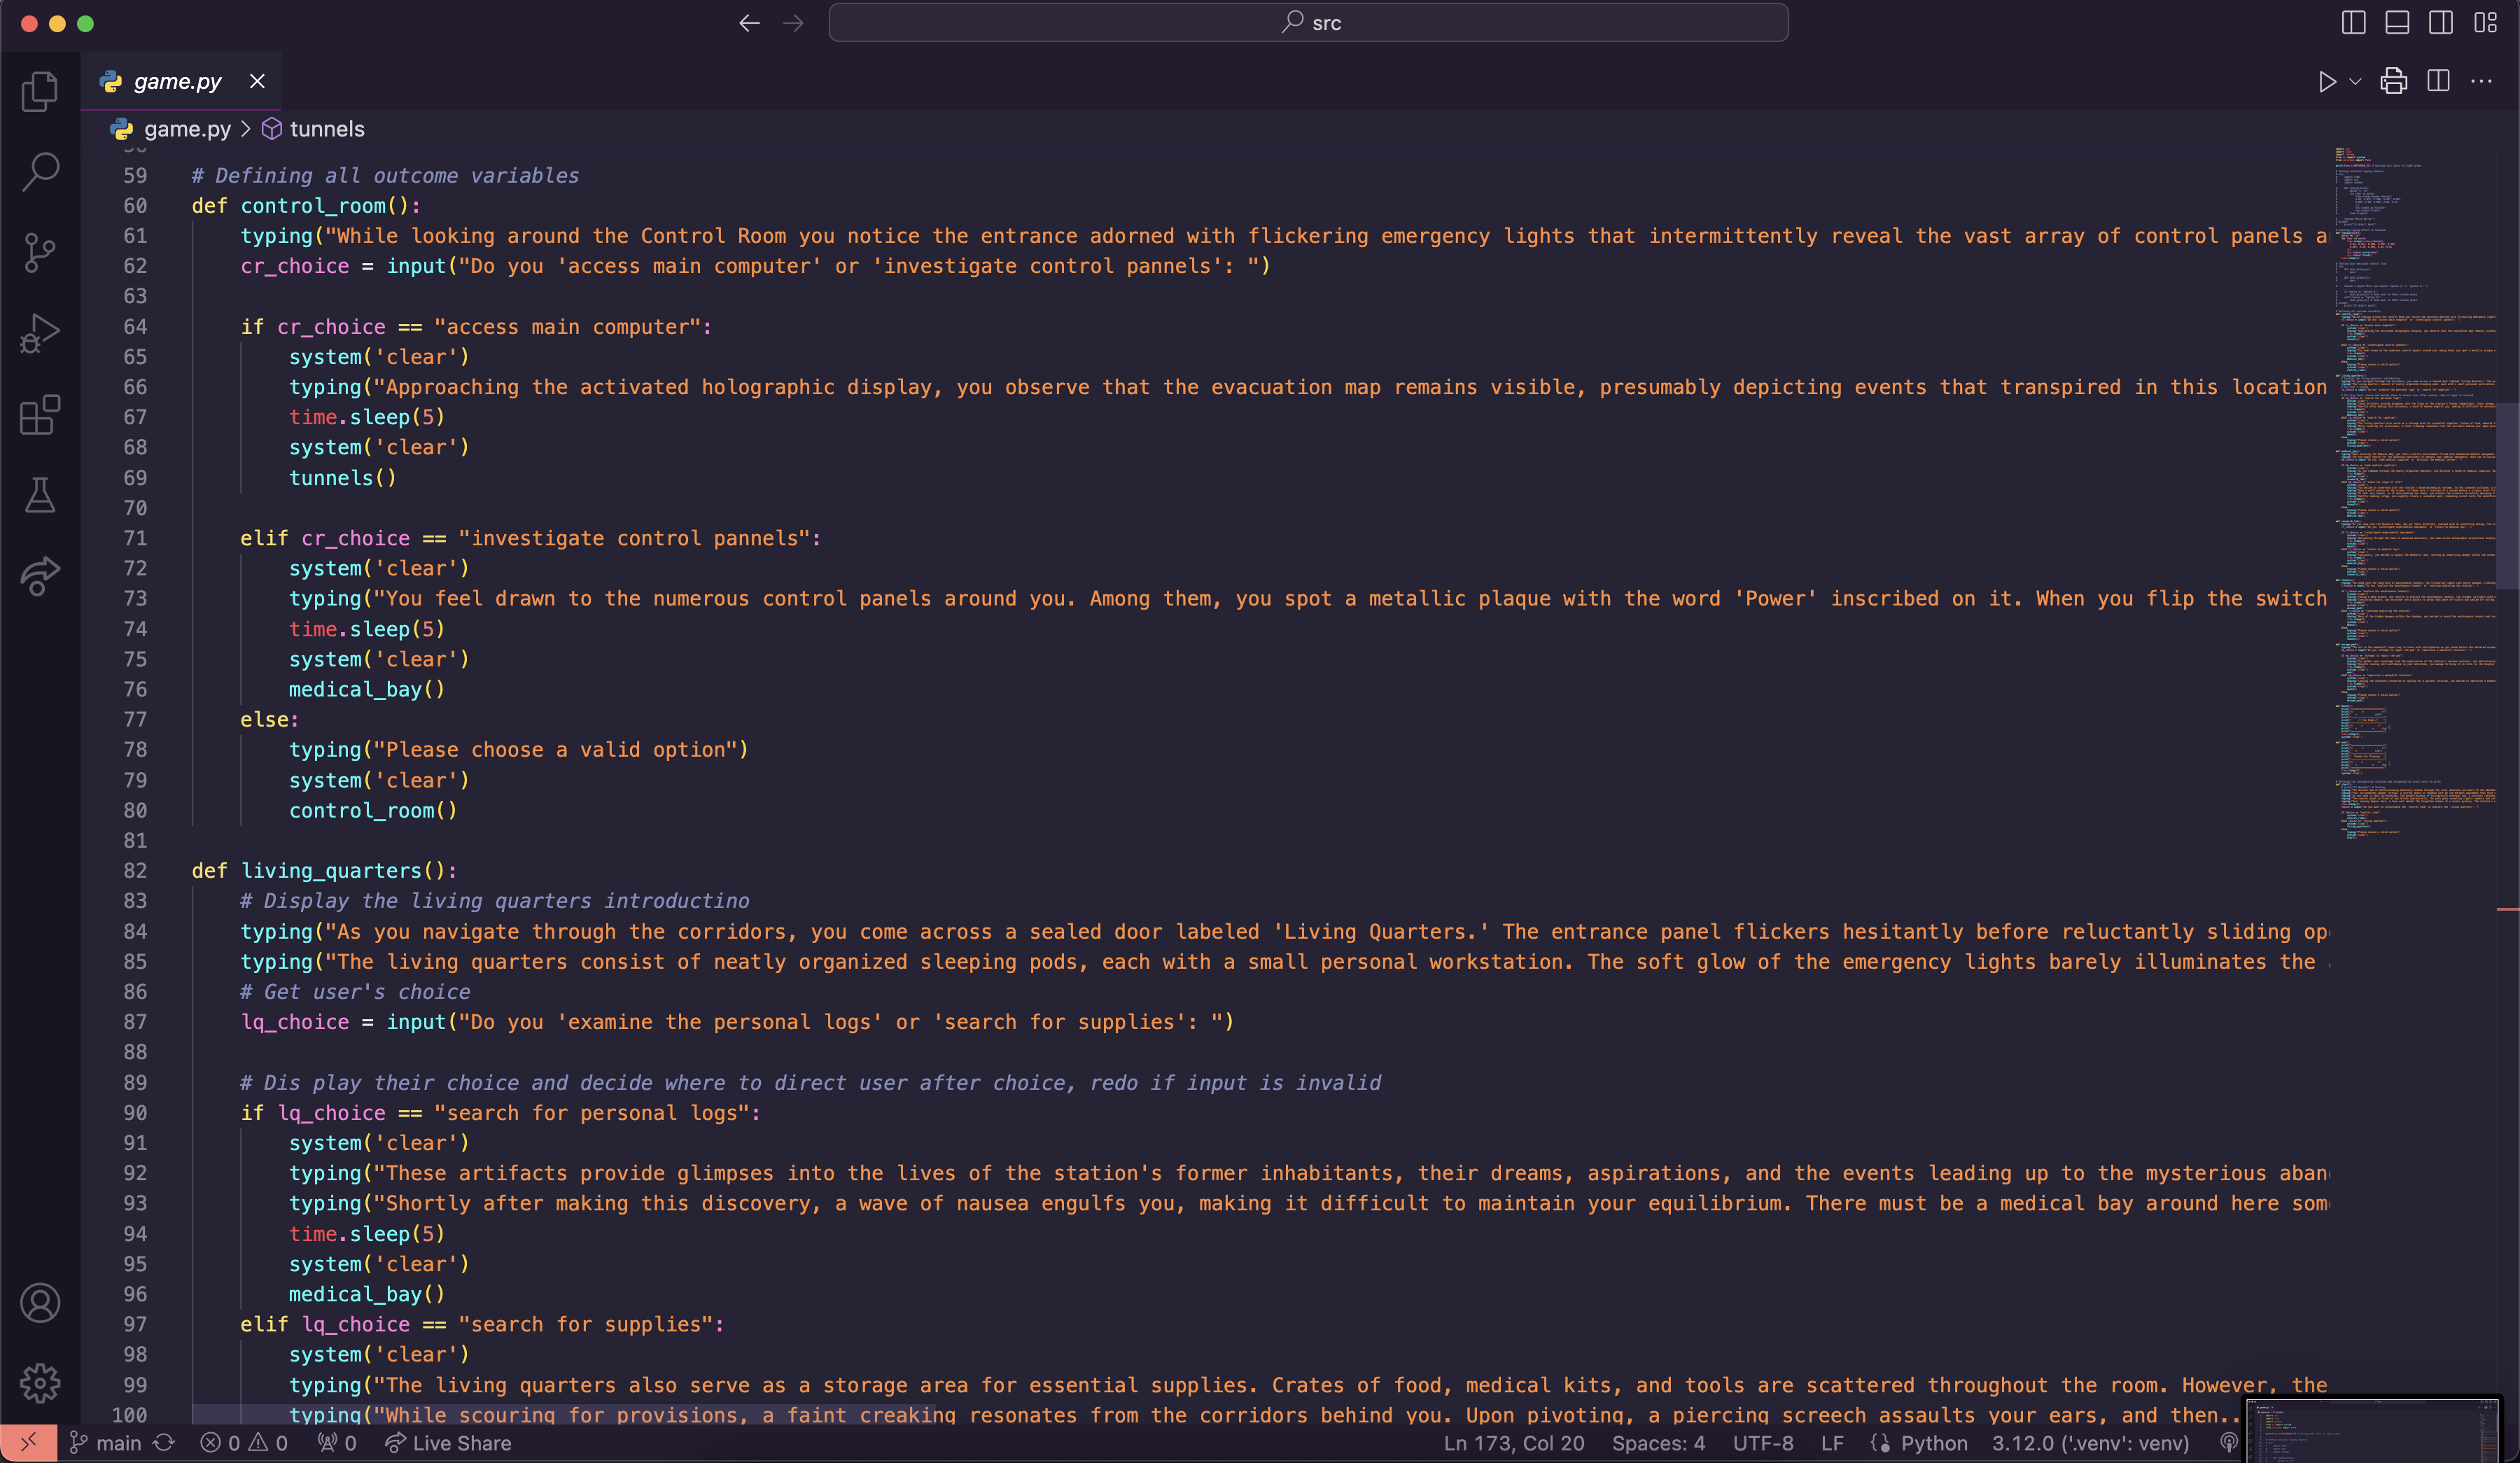 src
game.py
game.py > tunnels
59 # Defining all outcome variables
60 def control_room():
61 typing("While looking around the Control Room you notice the entrance adorned with flickering emergency lights that intermittently reveal the vast array of control panels
62 cr_choice = input("Do you 'access main computer' or 'investigate control pannels': ")
63
64 if cr_choice == "access main computer":
65 system('clear')
66 typing("Approaching the activated holographic display, you observe that the evacuation map remains visible, presumably depicting events that transpired in this location
67 time.sleep(5)
68 system('clear')
69 tunnels()
70
71 elif cr_choice == "investigate control pannels":
72 system('clear')
73 typing("You feel drawn to the numerous control panels around you. Among them, you spot a metallic plaque with the word 'Power' inscribed on it. When you flip the switch
74 time.sleep(5)
75 system('clear')
76 medical_bay()
77 else:
78 typing("Please choose a valid option")
79 system('clear')
80 control_room()
81
82 def living_quarters():
83 # Display the living quarters introductino
84 typing("As you navigate through the corridors, you come across a sealed door labeled 'Living Quarters.' The entrance panel flickers hesitantly before reluctantly sliding
85 typing("The living quarters consist of neatly organized sleeping pods, each with a small personal workstation. The soft glow of the emergency lights barely illuminates the
86 # Get user's choice
87 lq_choice = input("Do you 'examine the personal logs' or 'search for supplies': ")
88
89 # Dis play their choice and decide where to direct user after choice, redo if input is invalid
90 if lq_choice == "search for personal logs":
91 system('clear')
92 typing("These artifacts provide glimpses into the lives of the station's former inhabitants, their dreams, aspirations, and the events leading up to the mysterious
93 typing("Shortly after making this discovery, a wave of nausea engulfs you, making it difficult to maintain your equilibrium. There must be a medical bay around here
94 time.sleep(5)
95 system('clear')
96 medical_bay()
97 elif lq_choice == "search for supplies":
98 system('clear')
99 typing("The living quarters also serve as a storage area for essential supplies. Crates of food, medical kits, and tools are scattered throughout the room. However, the
100 typing("While scouring for provisions, a faint creaking resonates from the corridors behind you. Upon pivoting, a piercing screech assaults your ears, and then..
main 0 0 0 Live Share Ln 173, Col 20 Spaces: 4 UTF-8 LF Python 3.12.0 ('.venv': venv)